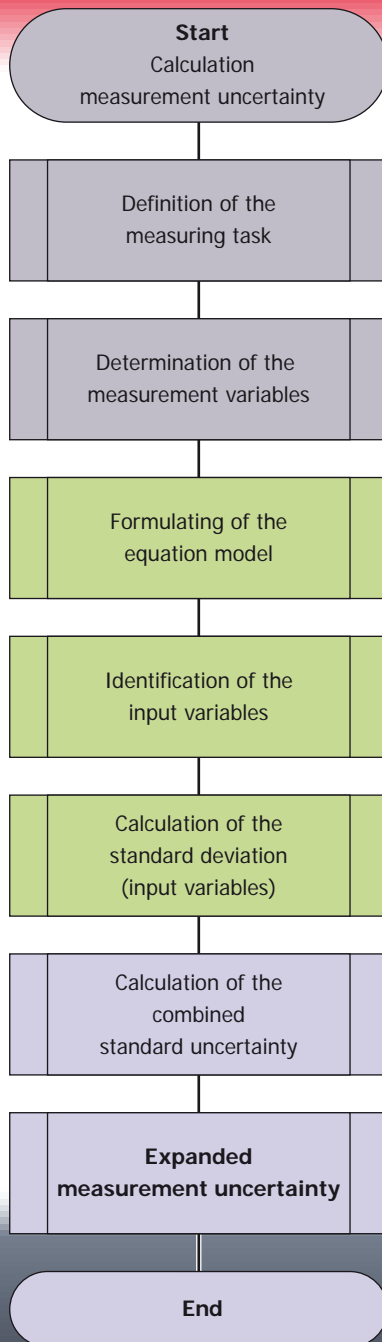 Start
Calculation
measurement uncertainty
Definition of the
measuring task
Determination of the
measurement variables
Formulating of the
equation model
Identification of the
input variables
Calculation of the
standard deviation
(input variables)
Calculation of the
combined
standard uncertainty
Expanded
measurement uncertainty
End